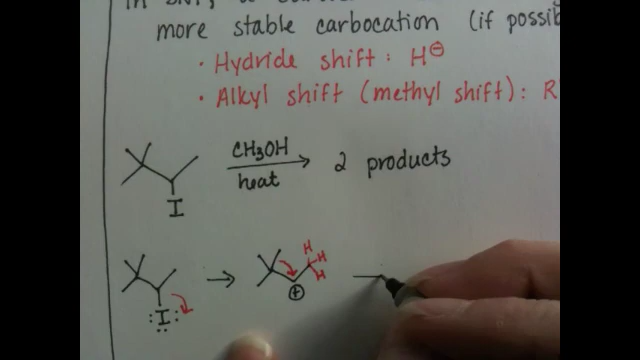 more stable carbocation (if possib
· Hydride shift: H⊖
· Alkyl shift (methyl shift): R
CH3OH
heat
2 products
I
H
H
H
:I:
⊕